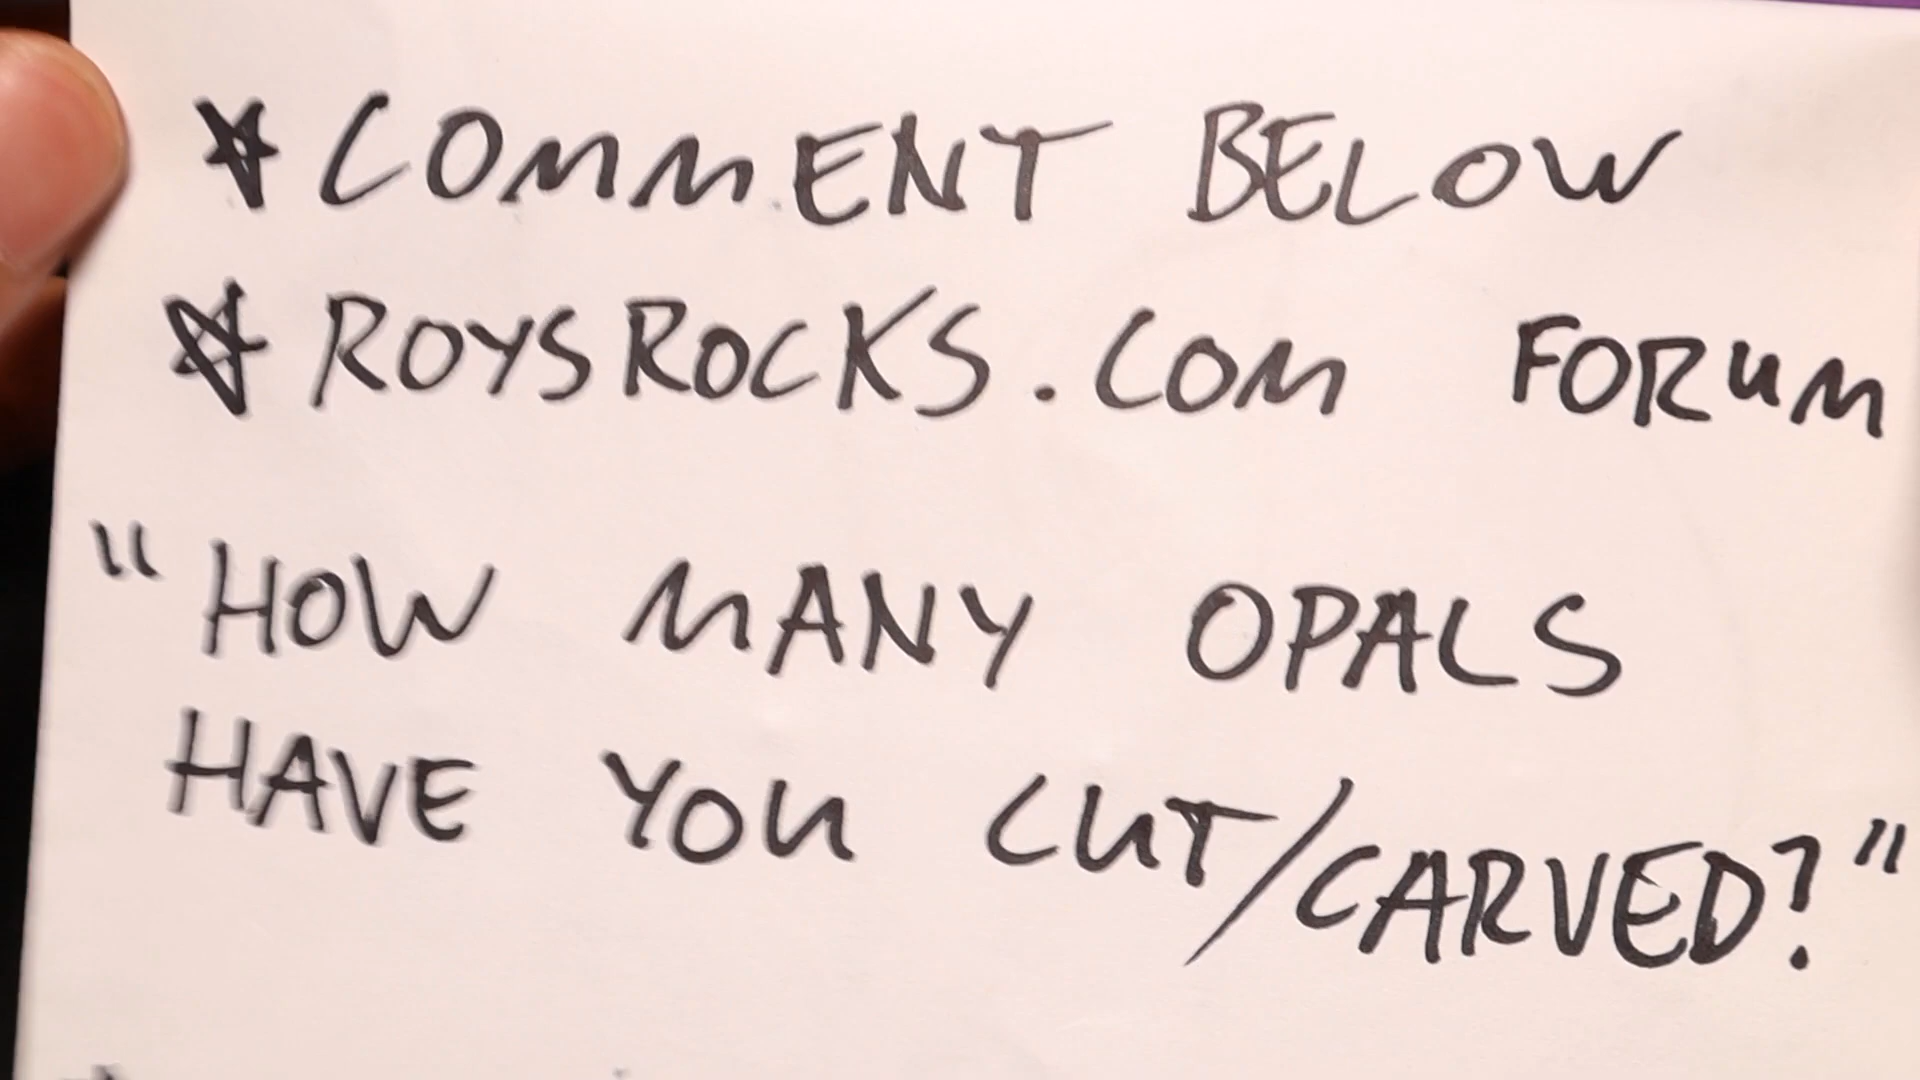 * COMMENT BELOW
* ROYSROCKS.COM FORUM
"HOW MANY OPALS
HAVE YOU CUT/CARVED?"